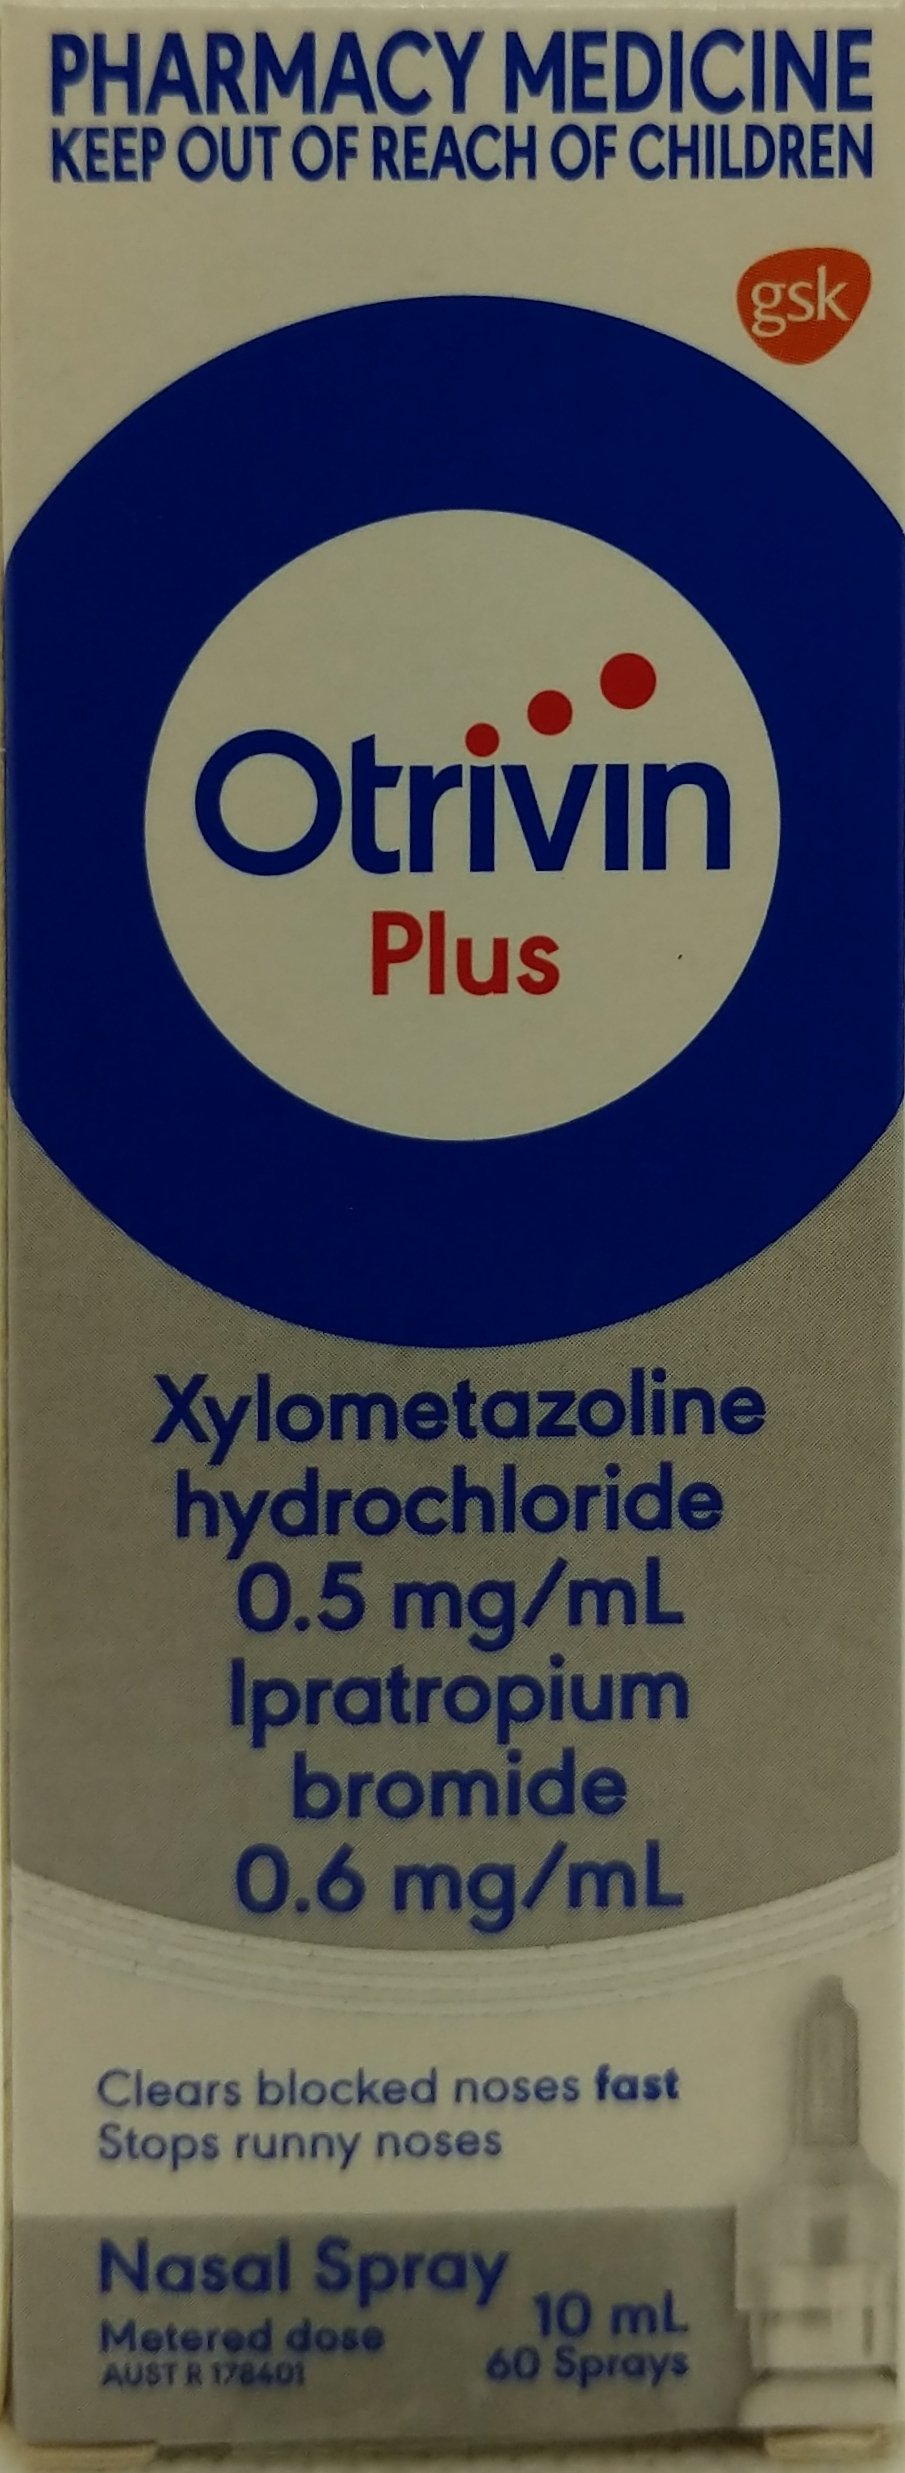 PHARMACY MEDICINE
KEEP OUT OF REACH OF CHILDREN
gsk
Otrivin
Plus
Xylometazoline
hydrochloride
0.5 mg/mL
Ipratropium
bromide
0.6 mg/mL
Clears blocked noses fast
Stops runny noses
Nasal Spray
Metered dose
AUST R 178401
10 mL
60 Sprays